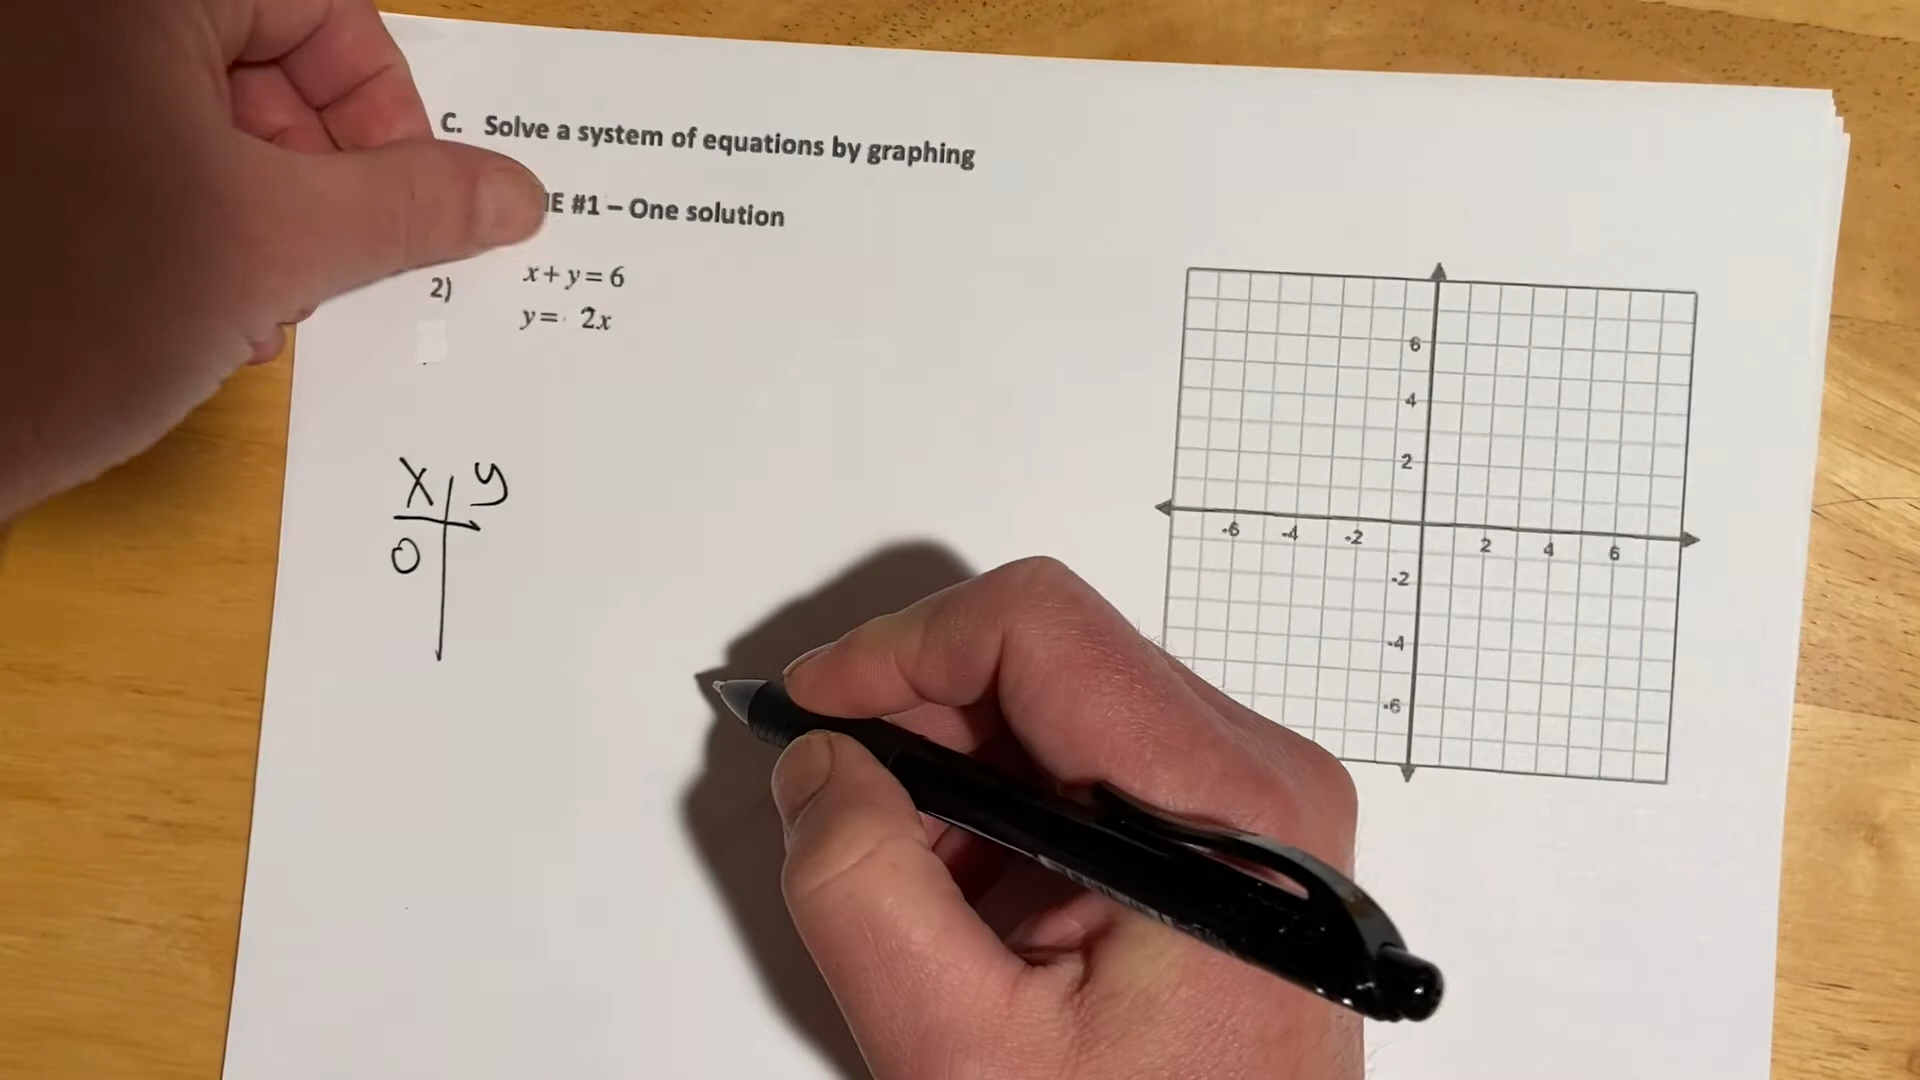 C. Solve a system of equations by graphing
#1 – One solution
2)
x + y = 6
y = 2x
x y
0
6
4
2
-6 -4 -2 2 4 6
-2
-4
-6